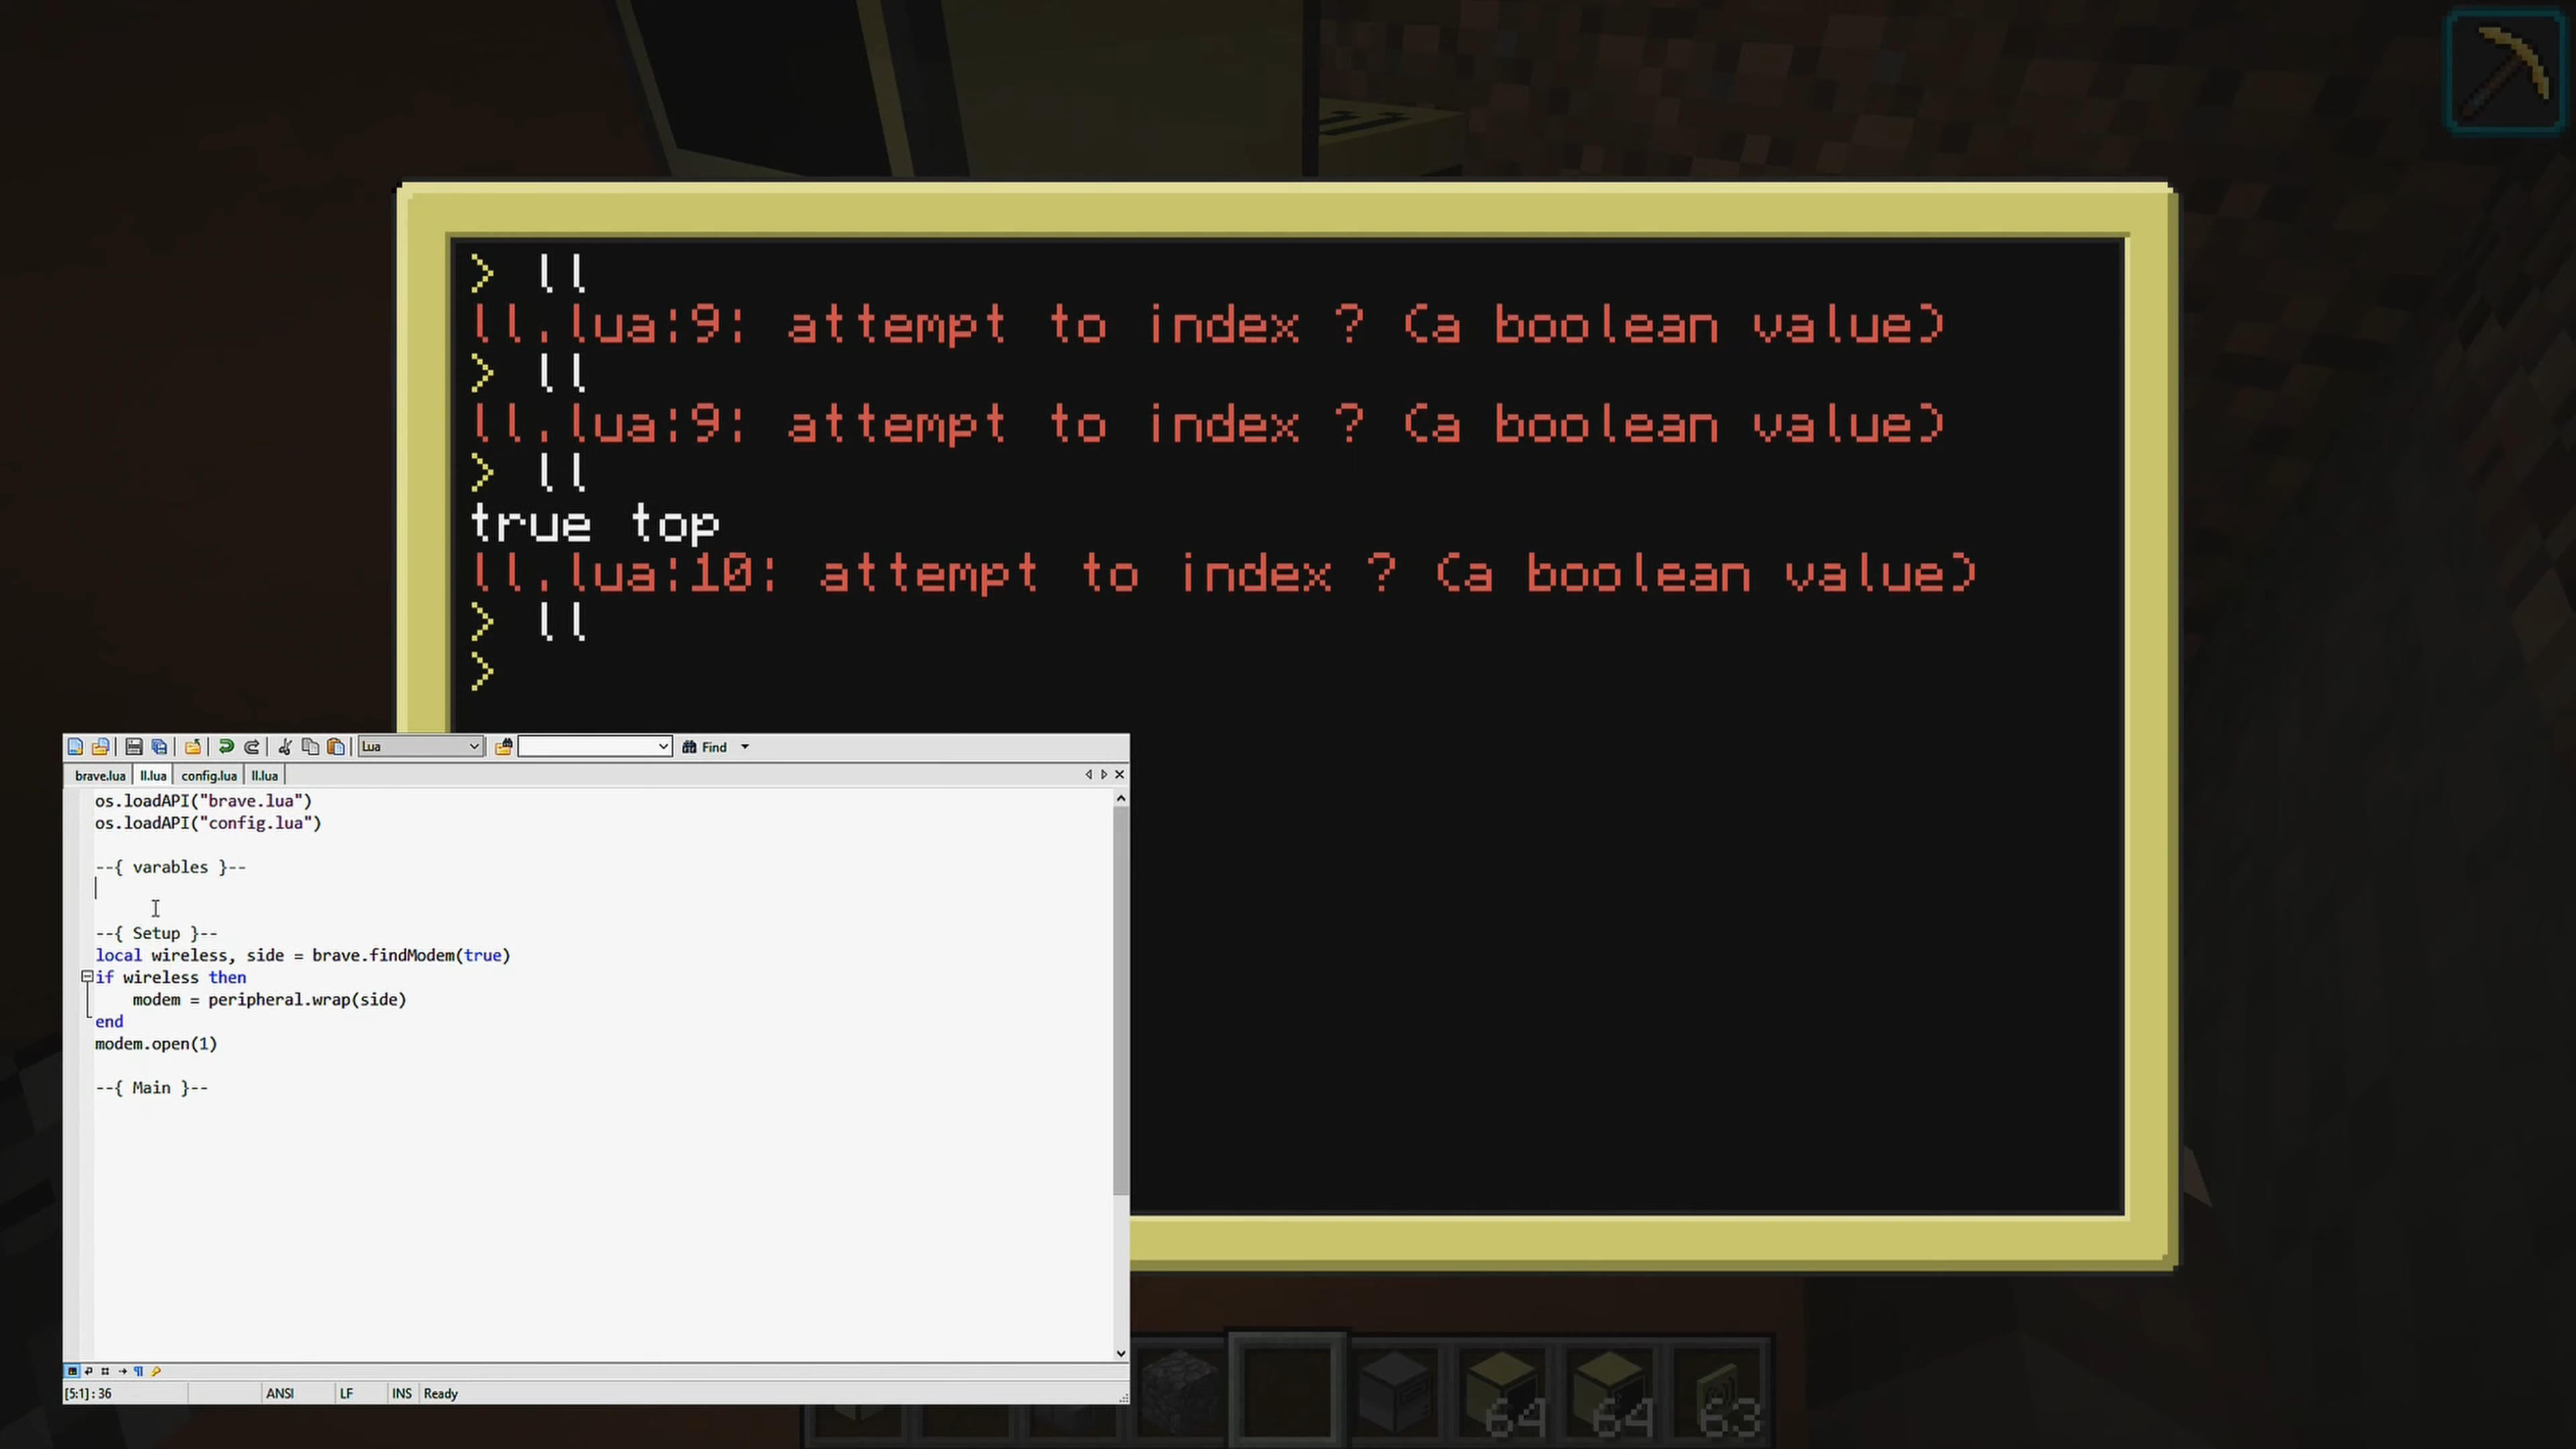 > ll
ll.lua:9: attempt to index ? (a boolean value)
> ll
ll.lua:9: attempt to index ? (a boolean value)
> ll
true top
ll.lua:10: attempt to index ? (a boolean value)
> ll
>
Lua Find
brave.lua ll.lua config.lua ll.lua
os.loadAPI("brave.lua")
os.loadAPI("config.lua")
--{ varables }--
--{ Setup }--
local wireless, side = brave.findModem(true)
if wireless then
modem = peripheral.wrap(side)
end
modem.open(1)
--{ Main }--
[5:1] : 36 ANSI LF INS Ready
64 64 63